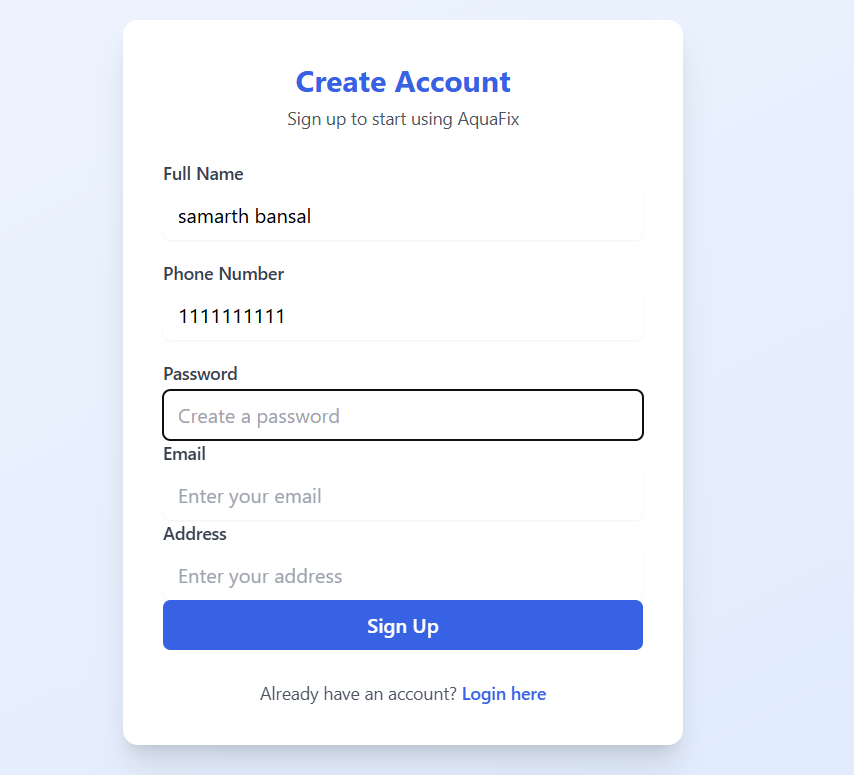 Create Account
Sign up to start using AquaFix
Full Name
samarth bansal
Phone Number
1111111111
Password
Create a password
Email
Enter your email
Address
Enter your address
Sign Up
Already have an account? Login here